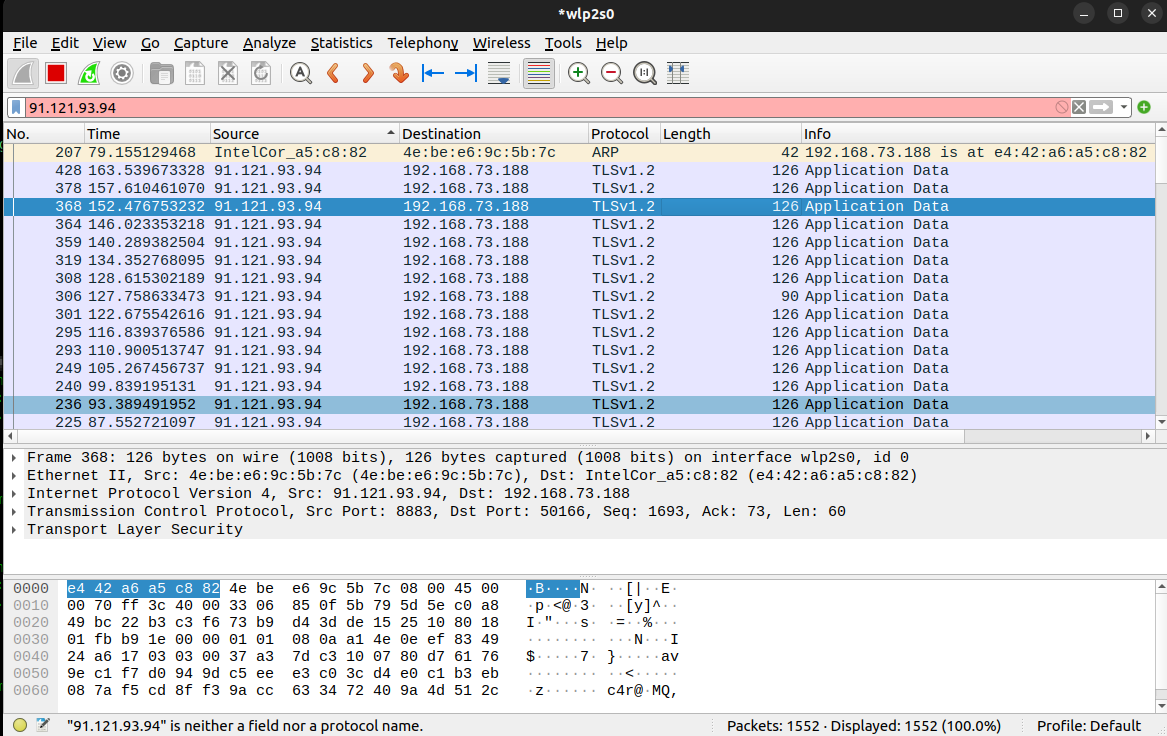 *wlp2s0
File Edit View Go Capture Analyze Statistics Telephony Wireless Tools Help
91.121.93.94
No. Time Source Destination Protocol Length Info
207 79.155129468 IntelCor_a5:c8:82 4e:be:e6:9c:5b:7c ARP 42 192.168.73.188 is at e4:42:a6:a5:c8:82
428 163.539673328 91.121.93.94 192.168.73.188 TLSv1.2 126 Application Data
378 157.610461070 91.121.93.94 192.168.73.188 TLSv1.2 126 Application Data
368 152.476753232 91.121.93.94 192.168.73.188 TLSv1.2 126 Application Data
364 146.023353218 91.121.93.94 192.168.73.188 TLSv1.2 126 Application Data
359 140.289382504 91.121.93.94 192.168.73.188 TLSv1.2 126 Application Data
319 134.352768095 91.121.93.94 192.168.73.188 TLSv1.2 126 Application Data
308 128.615302189 91.121.93.94 192.168.73.188 TLSv1.2 126 Application Data
306 127.758633473 91.121.93.94 192.168.73.188 TLSv1.2 90 Application Data
301 122.675542616 91.121.93.94 192.168.73.188 TLSv1.2 126 Application Data
295 116.839376586 91.121.93.94 192.168.73.188 TLSv1.2 126 Application Data
293 110.900513747 91.121.93.94 192.168.73.188 TLSv1.2 126 Application Data
249 105.267456737 91.121.93.94 192.168.73.188 TLSv1.2 126 Application Data
240 99.839195131 91.121.93.94 192.168.73.188 TLSv1.2 126 Application Data
236 93.389491952 91.121.93.94 192.168.73.188 TLSv1.2 126 Application Data
225 87.552721097 91.121.93.94 192.168.73.188 TLSv1.2 126 Application Data
Frame 368: 126 bytes on wire (1008 bits), 126 bytes captured (1008 bits) on interface wlp2s0, id 0
Ethernet II, Src: 4e:be:e6:9c:5b:7c (4e:be:e6:9c:5b:7c), Dst: IntelCor_a5:c8:82 (e4:42:a6:a5:c8:82)
Internet Protocol Version 4, Src: 91.121.93.94, Dst: 192.168.73.188
Transmission Control Protocol, Src Port: 8883, Dst Port: 50166, Seq: 1693, Ack: 73, Len: 60
Transport Layer Security
0000 e4 42 a6 a5 c8 82 4e be e6 9c 5b 7c 08 00 45 00 ·B····N· ··[|··E·
0010 00 70 ff 3c 40 00 33 06 85 0f 5b 79 5d 5e c0 a8 ·p·<@·3· ··[y]^··
0020 49 bc 22 b3 c3 f6 73 b9 d4 3d de 15 25 10 80 18 I·"···s· ·=··%···
0030 01 fb b9 1e 00 00 01 01 08 0a a1 4e 0e ef 83 49 ········ ···N···I
0040 24 a6 17 03 03 00 37 a3 7d c3 10 07 80 d7 61 76 $·····7· }·····av
0050 9e c1 f7 d0 94 9d c5 ee e3 c0 3c d4 e0 c1 b3 eb ········ ··<·····
0060 08 7a f5 cd 8f f3 9a cc 63 34 72 40 9a 4d 51 2c ·z······ c4r@·MQ,
"91.121.93.94" is neither a field nor a protocol name. Packets: 1552 · Displayed: 1552 (100.0%) Profile: Default